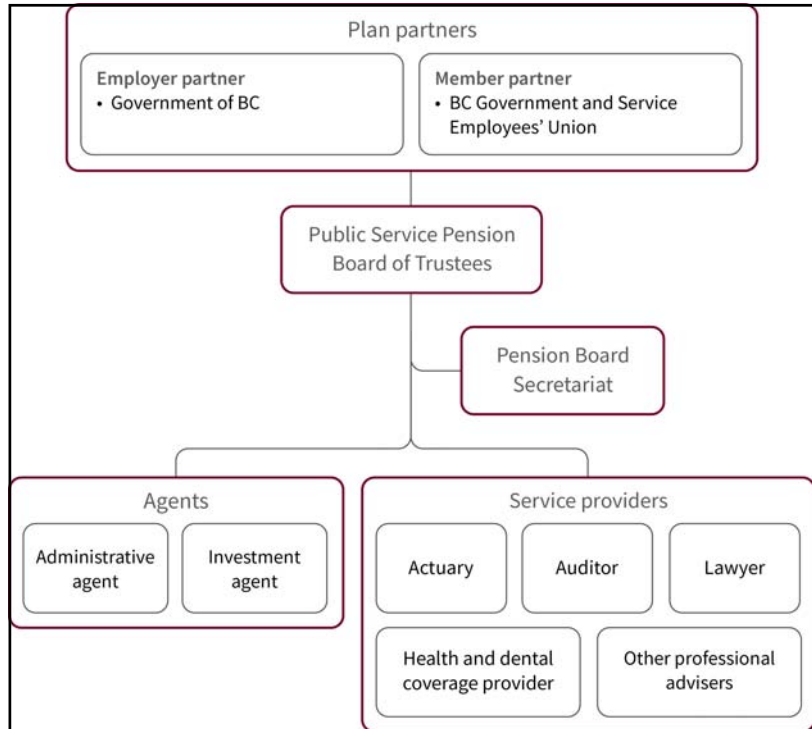 Plan partners
Employer partner
• Government of BC
Member partner
• BC Government and Service
Employees’ Union
Public Service Pension
Board of Trustees
Pension Board
Secretariat
Agents
Administrative
agent
Investment
agent
Service providers
Actuary
Auditor
Lawyer
Health and dental
coverage provider
Other professional
advisers